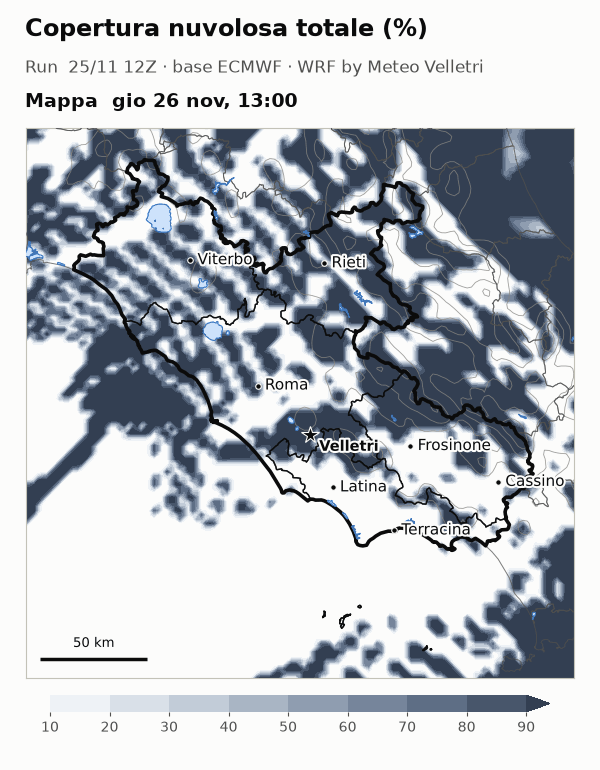 Copertura nuvolosa totale (%)
Run  25/11 12Z · base ECMWF · WRF by Meteo Velletri
Mappa  gio 26 nov, 13:00
Viterbo
Rieti
Roma
Velletri
Frosinone
Cassino
Latina
Terracina
50 km
10 20 30 40 50 60 70 80 90